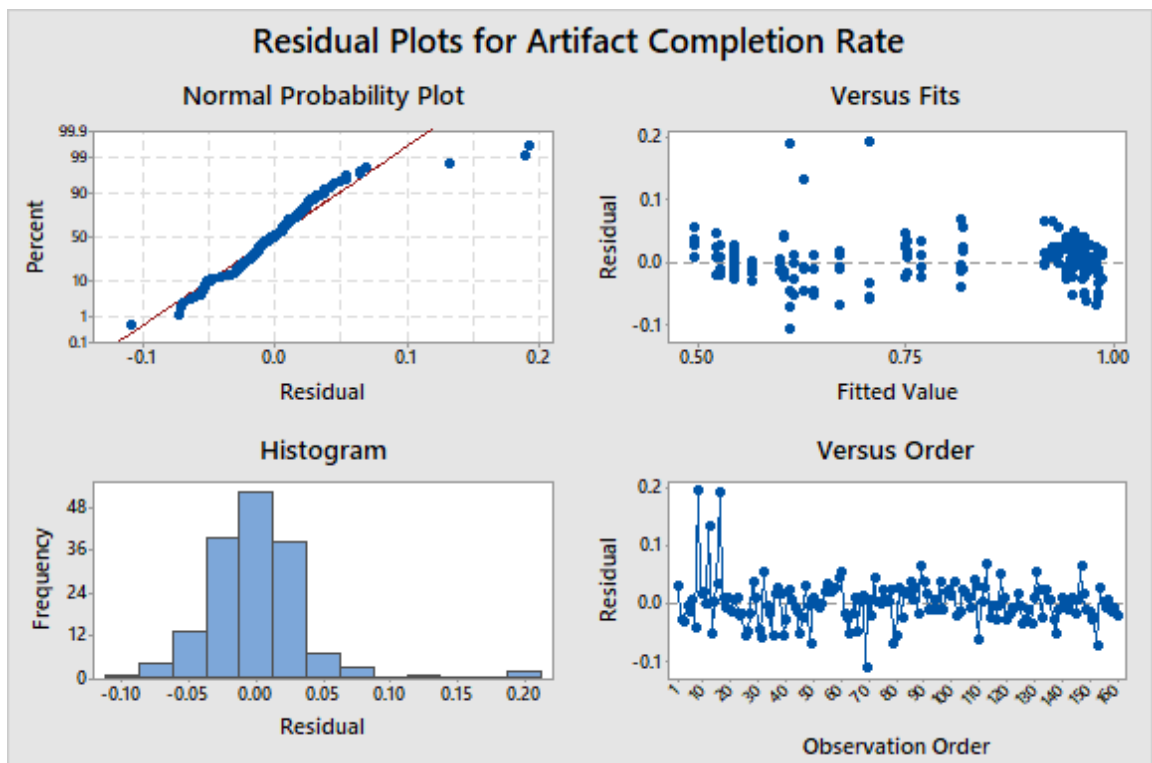 Residual Plots for Artifact Completion Rate
Normal Probability Plot
99.9
99
90
50
10
1
0.1
Percent
-0.1 0.0 0.1 0.2
Residual
Versus Fits
0.2
0.1
0.0
-0.1
Residual
0.50 0.75 1.00
Fitted Value
Histogram
48
36
24
12
0
Frequency
-0.10 -0.05 0.00 0.05 0.10 0.15 0.20
Residual
Versus Order
0.2
0.1
0.0
-0.1
Residual
1 10 20 30 40 50 60 70 80 90 100 110 120 130 140 150 160
Observation Order